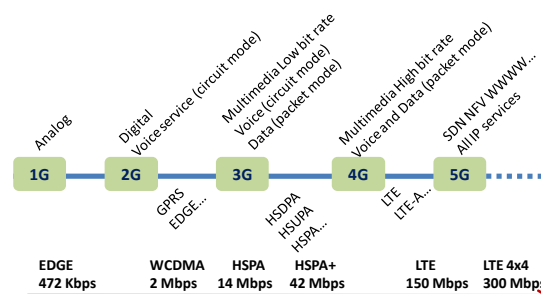 Analog
Digital
Voice service (circuit mode)
Multimedia Low bit rate
Voice (circuit mode)
Data (packet mode)
Multimedia High bit rate
Voice and Data (packet mode)
SDN NFV WWWW...
All IP services
1G
2G
3G
4G
5G
GPRS
EDGE...
HSDPA
HSUPA
HSPA...
LTE
LTE-A...
EDGE
472 Kbps
WCDMA
2 Mbps
HSPA
14 Mbps
HSPA+
42 Mbps
LTE
150 Mbps
LTE 4x4
300 Mbps